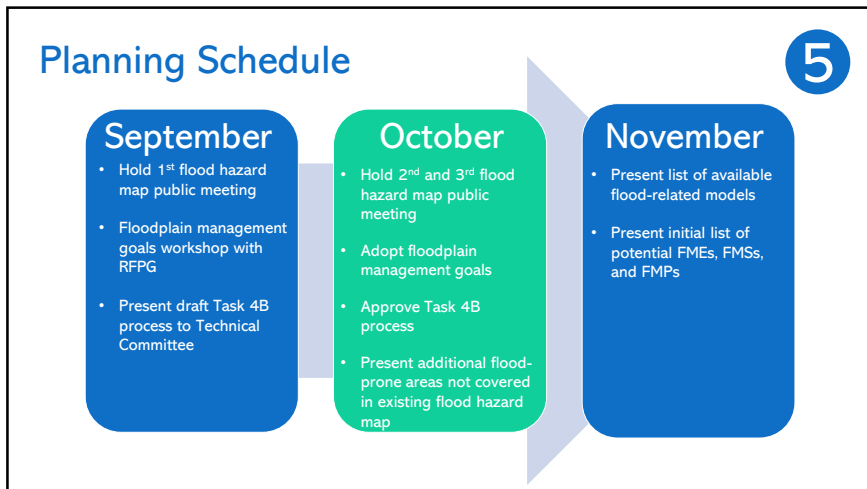 Planning Schedule
5
September
• Hold 1st flood hazard
map public meeting
• Floodplain management
goals workshop with
RFPG
• Present draft Task 4B
process to Technical
Committee
October
• Hold 2nd and 3rd flood
hazard map public
meeting
• Adopt floodplain
management goals
• Approve Task 4B
process
• Present additional flood-
prone areas not covered
in existing flood hazard
map
November
• Present list of available
flood-related models
• Present initial list of
potential FMEs, FMSs,
and FMPs